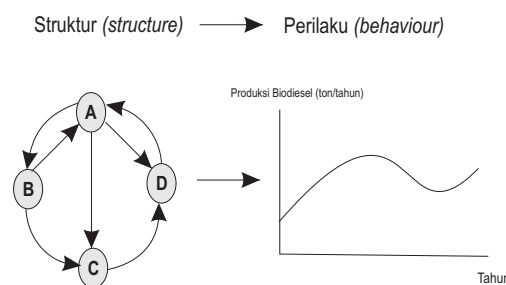 Struktur (structure) Perilaku (behaviour)
Produksi Biodiesel (ton/tahun)
A
B
D
C
Tahun